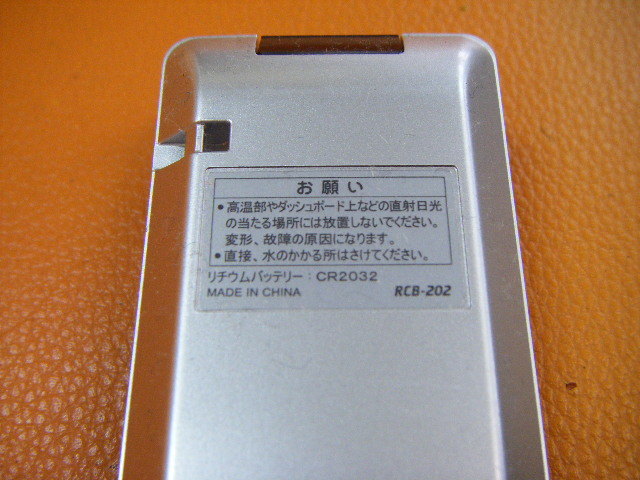 お願い
●高温部やダッシュボード上などの直射日光
の当たる場所には放置しないでください。
変形、故障の原因になります。
●直接、水のかかる所はさけてください。
リチウムバッテリー：CR2032
MADE IN CHINA RCB-202